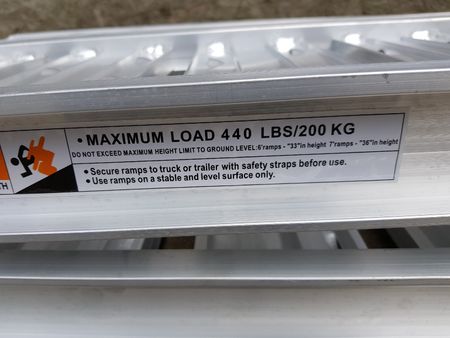 • MAXIMUM LOAD 440 LBS/200 KG
DO NOT EXCEED MAXIMUM HEIGHT LIMIT TO GROUND LEVEL:6'ramps - "33"in height 7'ramps - "36"in height
• Secure ramps to truck or trailer with safety straps before use.
• Use ramps on a stable and level surface only.
TH